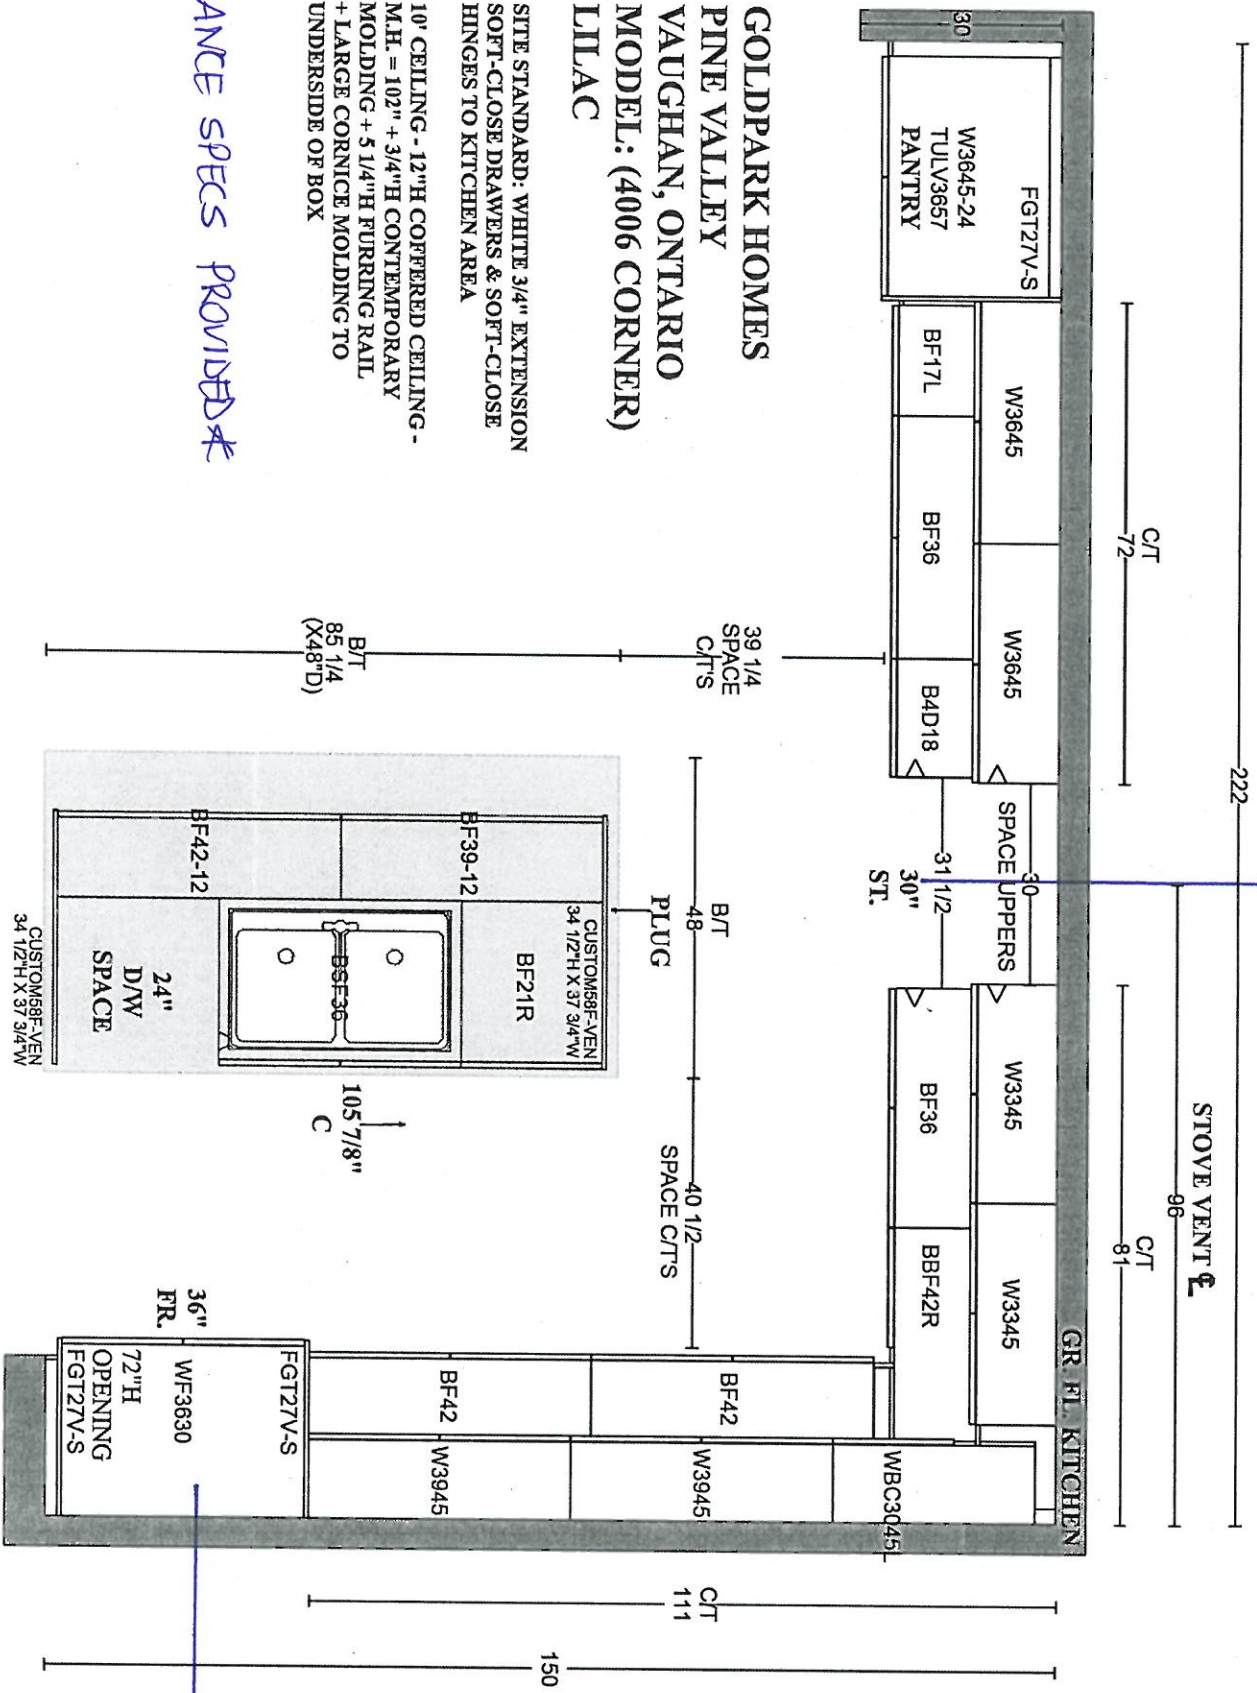 222
STOVE VENT ℄
96
C/T
72
C/T
81
GR. FL. KITCHEN
30
FGT27V-S
W3645-24
TULV3657
PANTRY
W3645
W3645
30
SPACE UPPERS
W3345
W3345
BF17L
BF36
B4D18
31 1/2
30"
ST.
BF36
BBF42R
WBC3045
GOLDPARK HOMES
PINE VALLEY
VAUGHAN, ONTARIO
MODEL: (4006 CORNER)
LILAC
39 1/4
SPACE
C/T'S
B/T
48
PLUG
40 1/2
SPACE C/T'S
C/T
111
BF42
W3945
BF42
W3945
SITE STANDARD: WHITE 3/4" EXTENSION
SOFT-CLOSE DRAWERS & SOFT-CLOSE
HINGES TO KITCHEN AREA
CUSTOM58F-VEN
34 1/2"H X 37 3/4"W
BF21R
BF39-12
BSF36
105 7/8"
C
10' CEILING - 12"H COFFERED CEILING -
M.H. = 102" + 3/4"H CONTEMPORARY
MOLDING + 5 1/4"H FURRING RAIL
+ LARGE CORNICE MOLDING TO
UNDERSIDE OF BOX
B/T
85 1/4
(X48"D)
BF42-12
24"
D/W
SPACE
CUSTOM58F-VEN
34 1/2"H X 37 3/4"W
36"
FR.
FGT27V-S
WF3630
72"H
OPENING
FGT27V-S
150
ANCE SPECS PROVIDED*